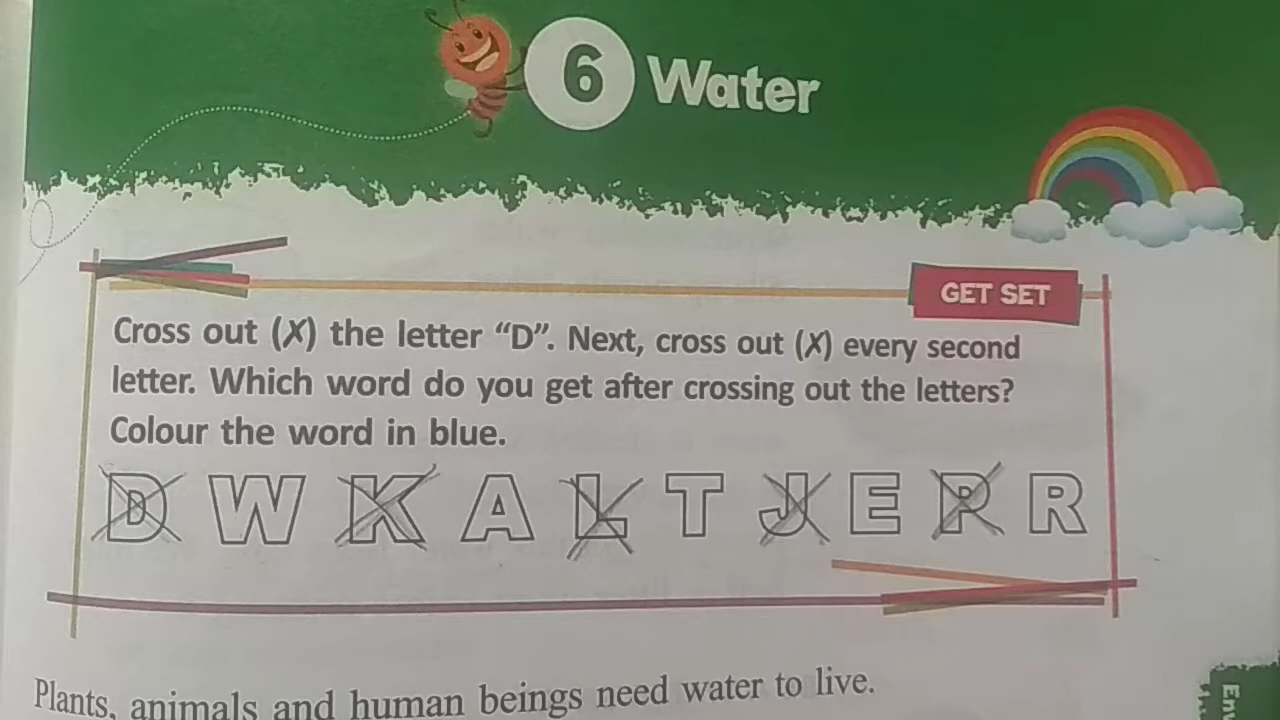 6 Water
GET SET
Cross out (X) the letter “D”. Next, cross out (X) every second
letter. Which word do you get after crossing out the letters?
Colour the word in blue.
D W K A L T J E P R
Plants, animals and human beings need water to live.